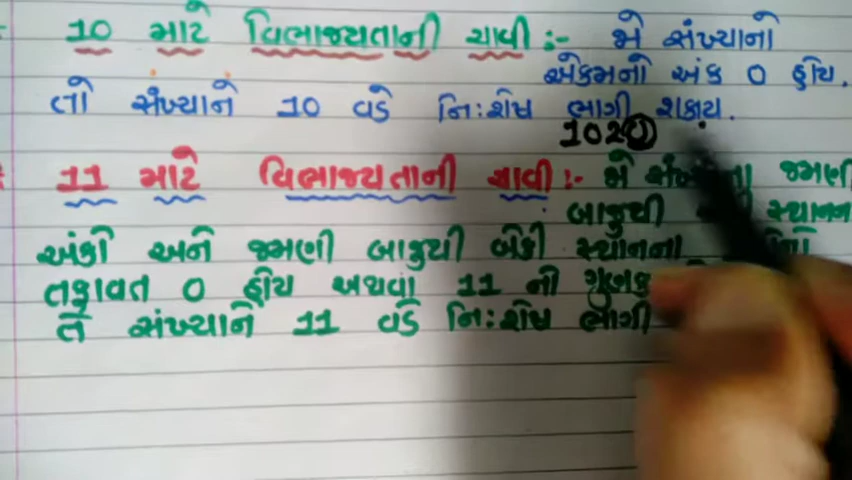 10 માટે વિભાજ્યતાની ચાવી :- જે સંખ્યાનો
એકમનો અંક 0 હોય.
તો સંખ્યાને 10 વડે નિ:શેષ ભાગી શકાય.
1020
11 માટે વિભાજ્યતાની ચાવી :- જે જમણી
બાજુથી સ્થાનન
અંકો અને જમણી બાજુથી બેકી સ્થાનના
તફાવત 0 હોય અથવા 11 ની
તે સંખ્યાને 11 વડે નિ:શેષ ભાગી